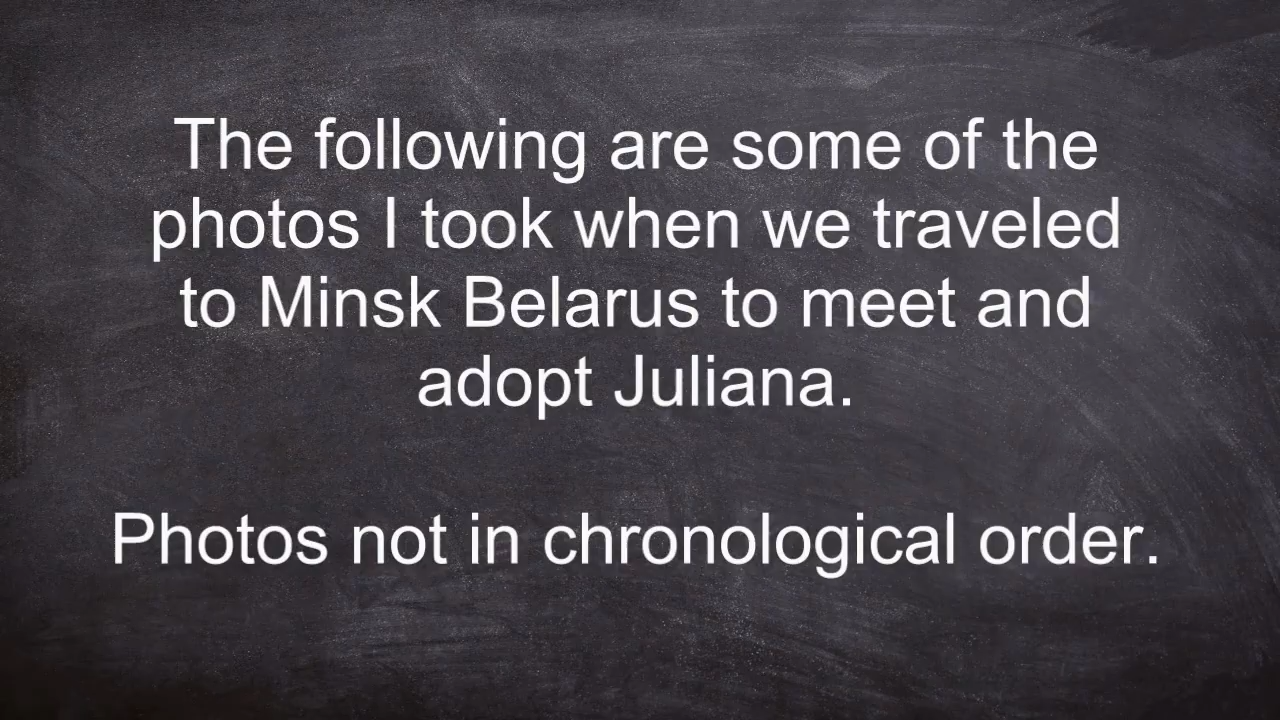 The following are some of the
photos I took when we traveled
to Minsk Belarus to meet and
adopt Juliana.
Photos not in chronological order.